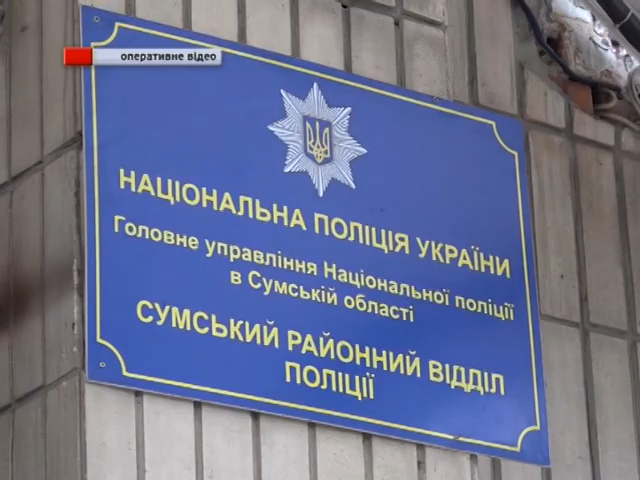 оперативне відео
НАЦІОНАЛЬНА ПОЛІЦІЯ УКРАЇНИ
Головне управління Національної поліції
в Сумській області
СУМСЬКИЙ РАЙОННИЙ ВІДДІЛ
ПОЛІЦІЇ